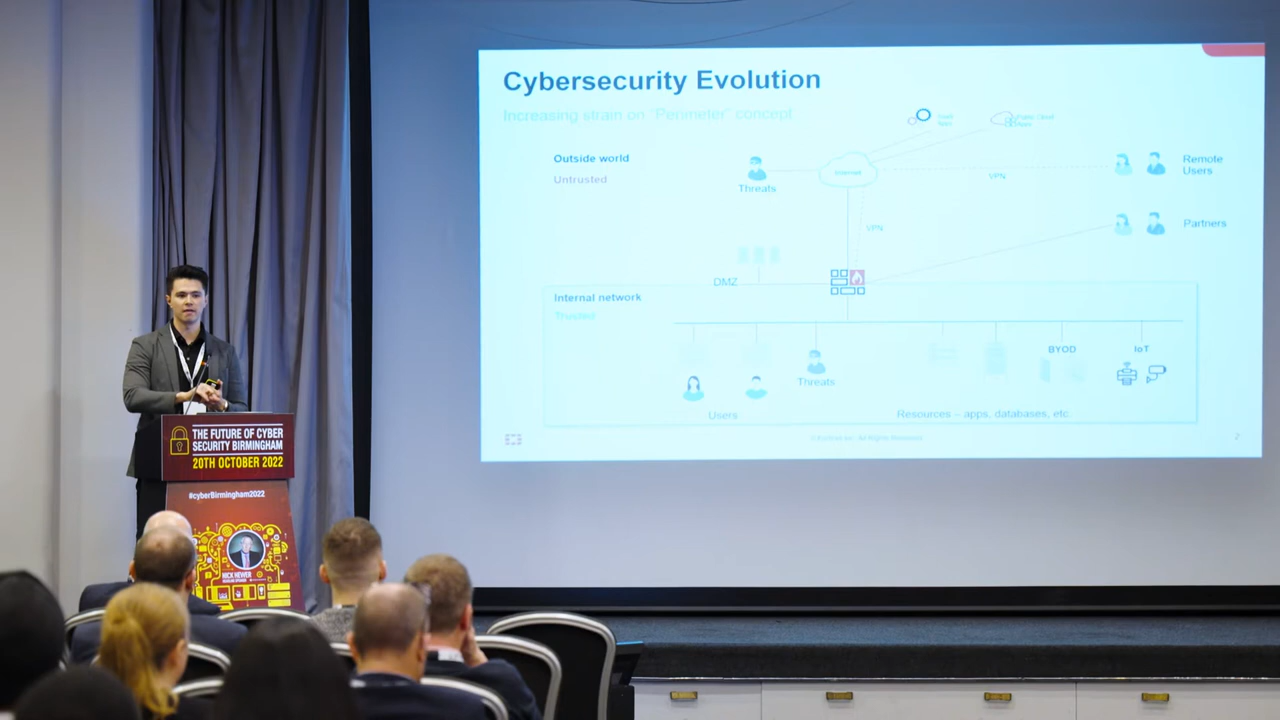 Cybersecurity Evolution
Increasing strain on "Perimeter" concept
Outside world
Untrusted
Threats
Internet
VPN
Remote
Users
VPN
Partners
DMZ
Internal network
Trusted
BYOD
IoT
Threats
Users
Resources – apps, databases, etc.
THE FUTURE OF CYBER
SECURITY BIRMINGHAM
20TH OCTOBER 2022
#cyberBirmingham2022
NICK HEWER